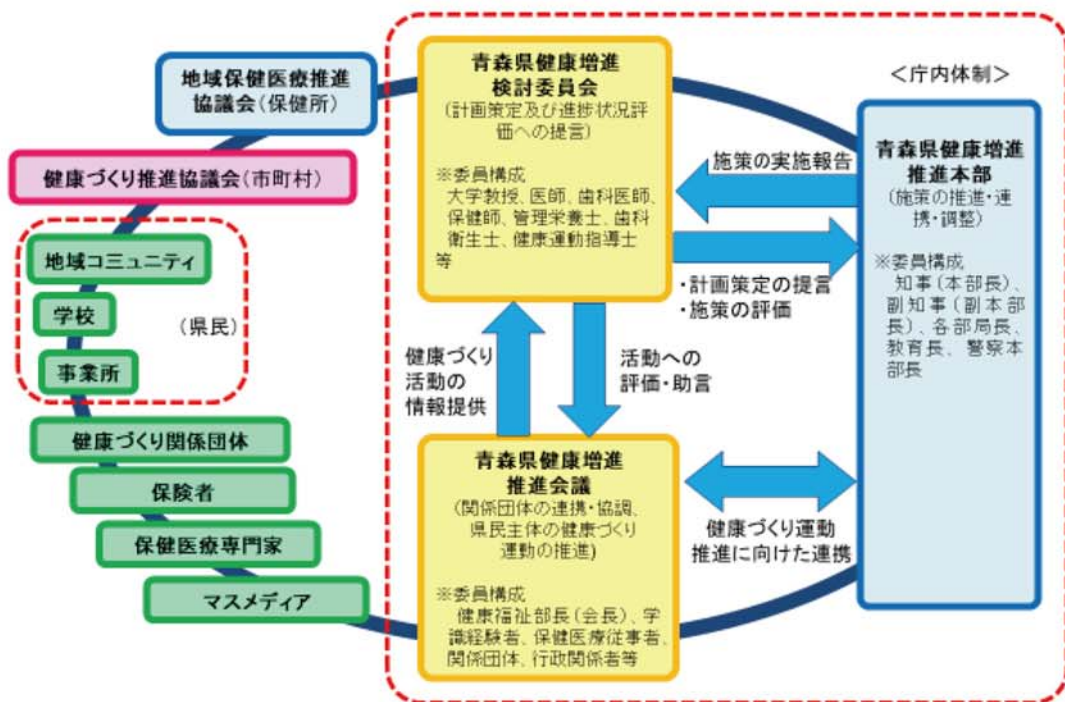 地域保健医療推進
協議会(保健所)
健康づくり推進協議会(市町村)
地域コミュニティ
学校
事業所
(県民)
健康づくり関係団体
保険者
保健医療専門家
マスメディア
青森県健康増進
検討委員会
(計画策定及び進捗状況評
価への提言)
※委員構成
大学教授、医師、歯科医師、
保健師、管理栄養士、歯科
衛生士、健康運動指導士
等
施策の実施報告
・計画策定の提言
・施策の評価
健康づくり
活動の
情報提供
活動への
評価・助言
青森県健康増進
推進会議
(関係団体の連携・協調、
県民主体の健康づくり
運動の推進)
※委員構成
健康福祉部長(会長)、学
識経験者、保健医療従事者、
関係団体、行政関係者等
健康づくり運動
推進に向けた連携
<庁内体制>
青森県健康増進
推進本部
(施策の推進・連
携・調整)
※委員構成
知事(本部長)、
副知事(副本部
長)、各部局長、
教育長、警察本
部長